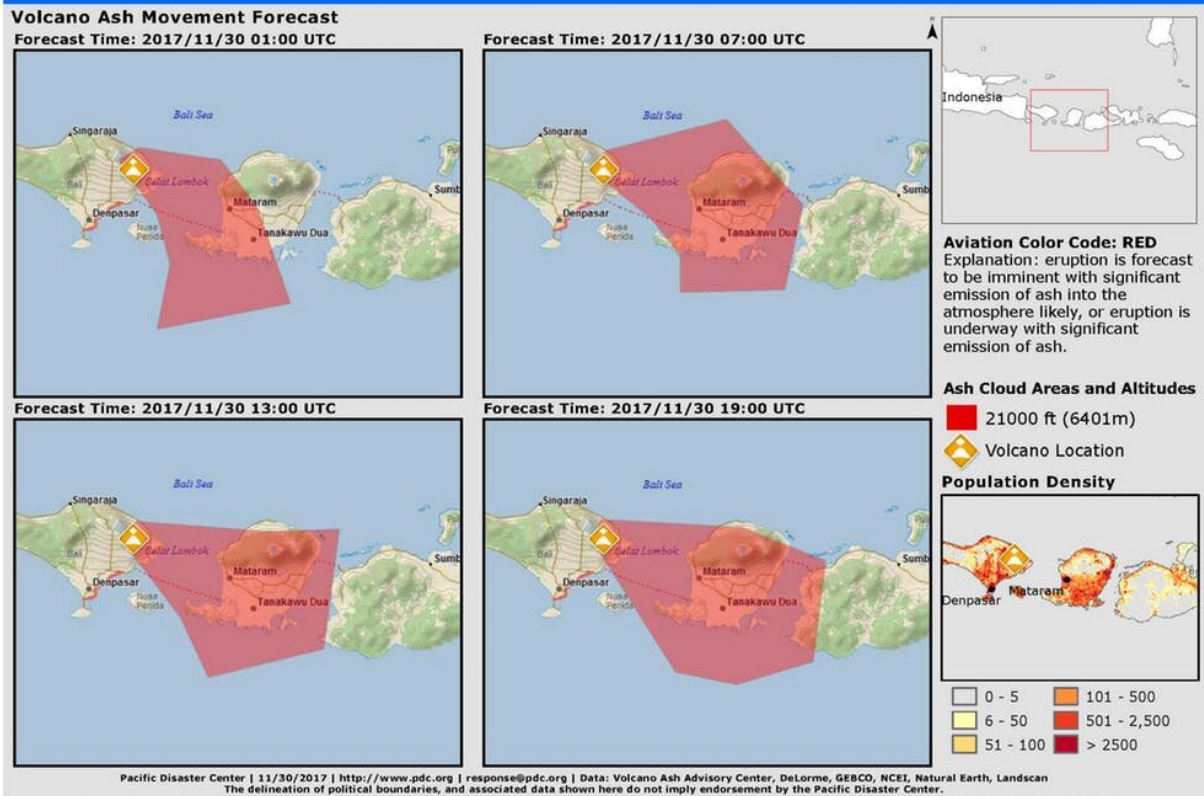 Volcano Ash Movement Forecast
Forecast Time: 2017/11/30 01:00 UTC
Bali Sea
Singaraja
Bali
Selat Lombok
Mataram
Denpasar
Nusa
Penida
Tanakawu Dua
Sumb
Forecast Time: 2017/11/30 07:00 UTC
Bali Sea
Singaraja
Bali
Selat Lombok
Mataram
Denpasar
Nusa
Penida
Tanakawu Dua
Sumb
Forecast Time: 2017/11/30 13:00 UTC
Bali Sea
Singaraja
Bali
Selat Lombok
Mataram
Denpasar
Nusa
Penida
Tanakawu Dua
Sumb
Forecast Time: 2017/11/30 19:00 UTC
Bali Sea
Singaraja
Bali
Selat Lombok
Mataram
Denpasar
Nusa
Penida
Tanakawu Dua
Sumb
Indonesia
Aviation Color Code: RED
Explanation: eruption is forecast
to be imminent with significant
emission of ash into the
atmosphere likely, or eruption is
underway with significant
emission of ash.
Ash Cloud Areas and Altitudes
21000 ft (6401m)
Volcano Location
Population Density
Denpasar
Mataram
0 - 5
6 - 50
51 - 100
101 - 500
501 - 2,500
> 2500
Pacific Disaster Center | 11/30/2017 | http://www.pdc.org | response@pdc.org | Data: Volcano Ash Advisory Center, DeLorme, GEBCO, NCEI, Natural Earth, Landscan
The delineation of political boundaries, and associated data shown here do not imply endorsement by the Pacific Disaster Center.